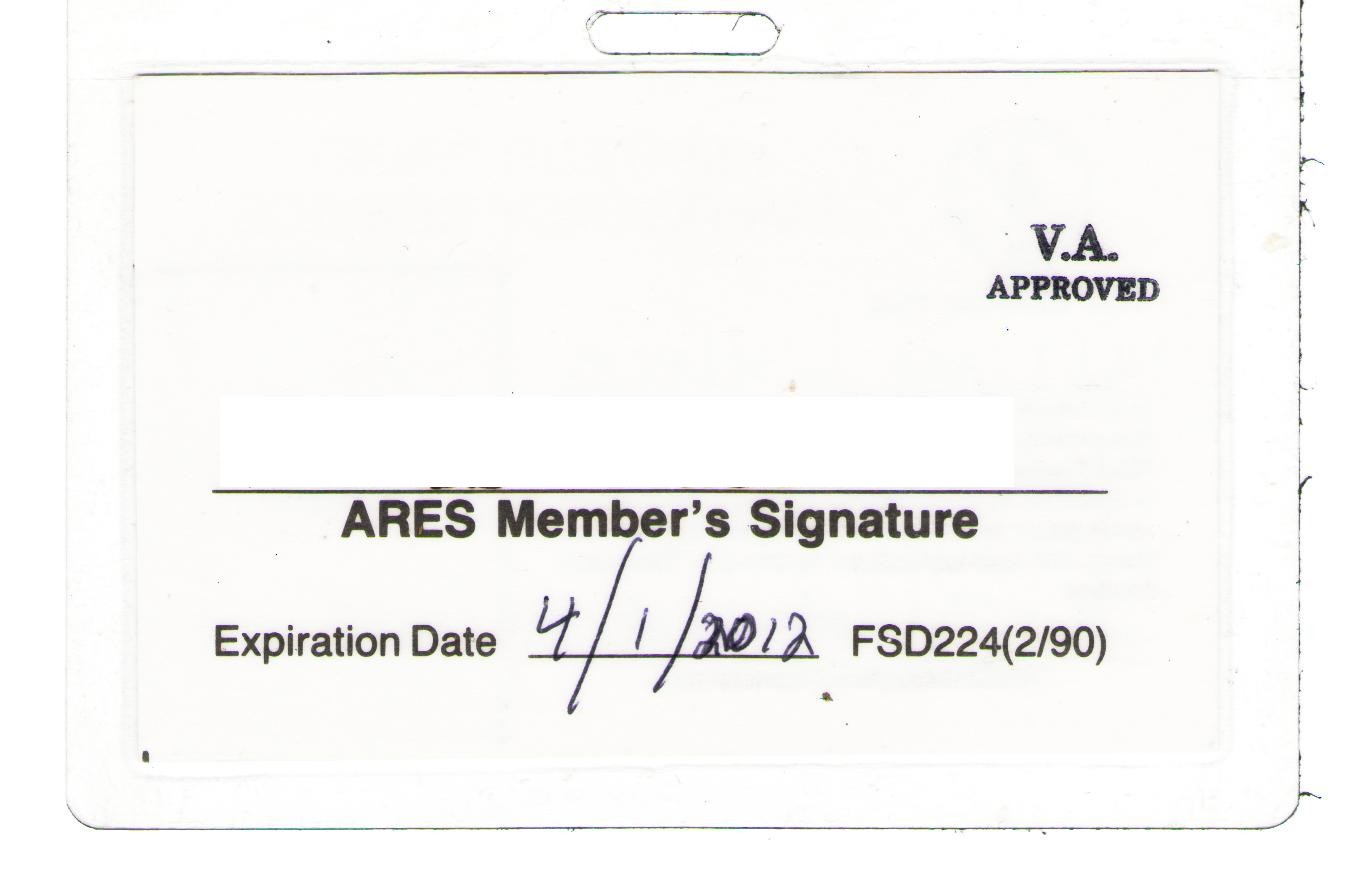 V.A.
APPROVED
ARES Member's Signature
Expiration Date 4/1/2012 FSD224(2/90)